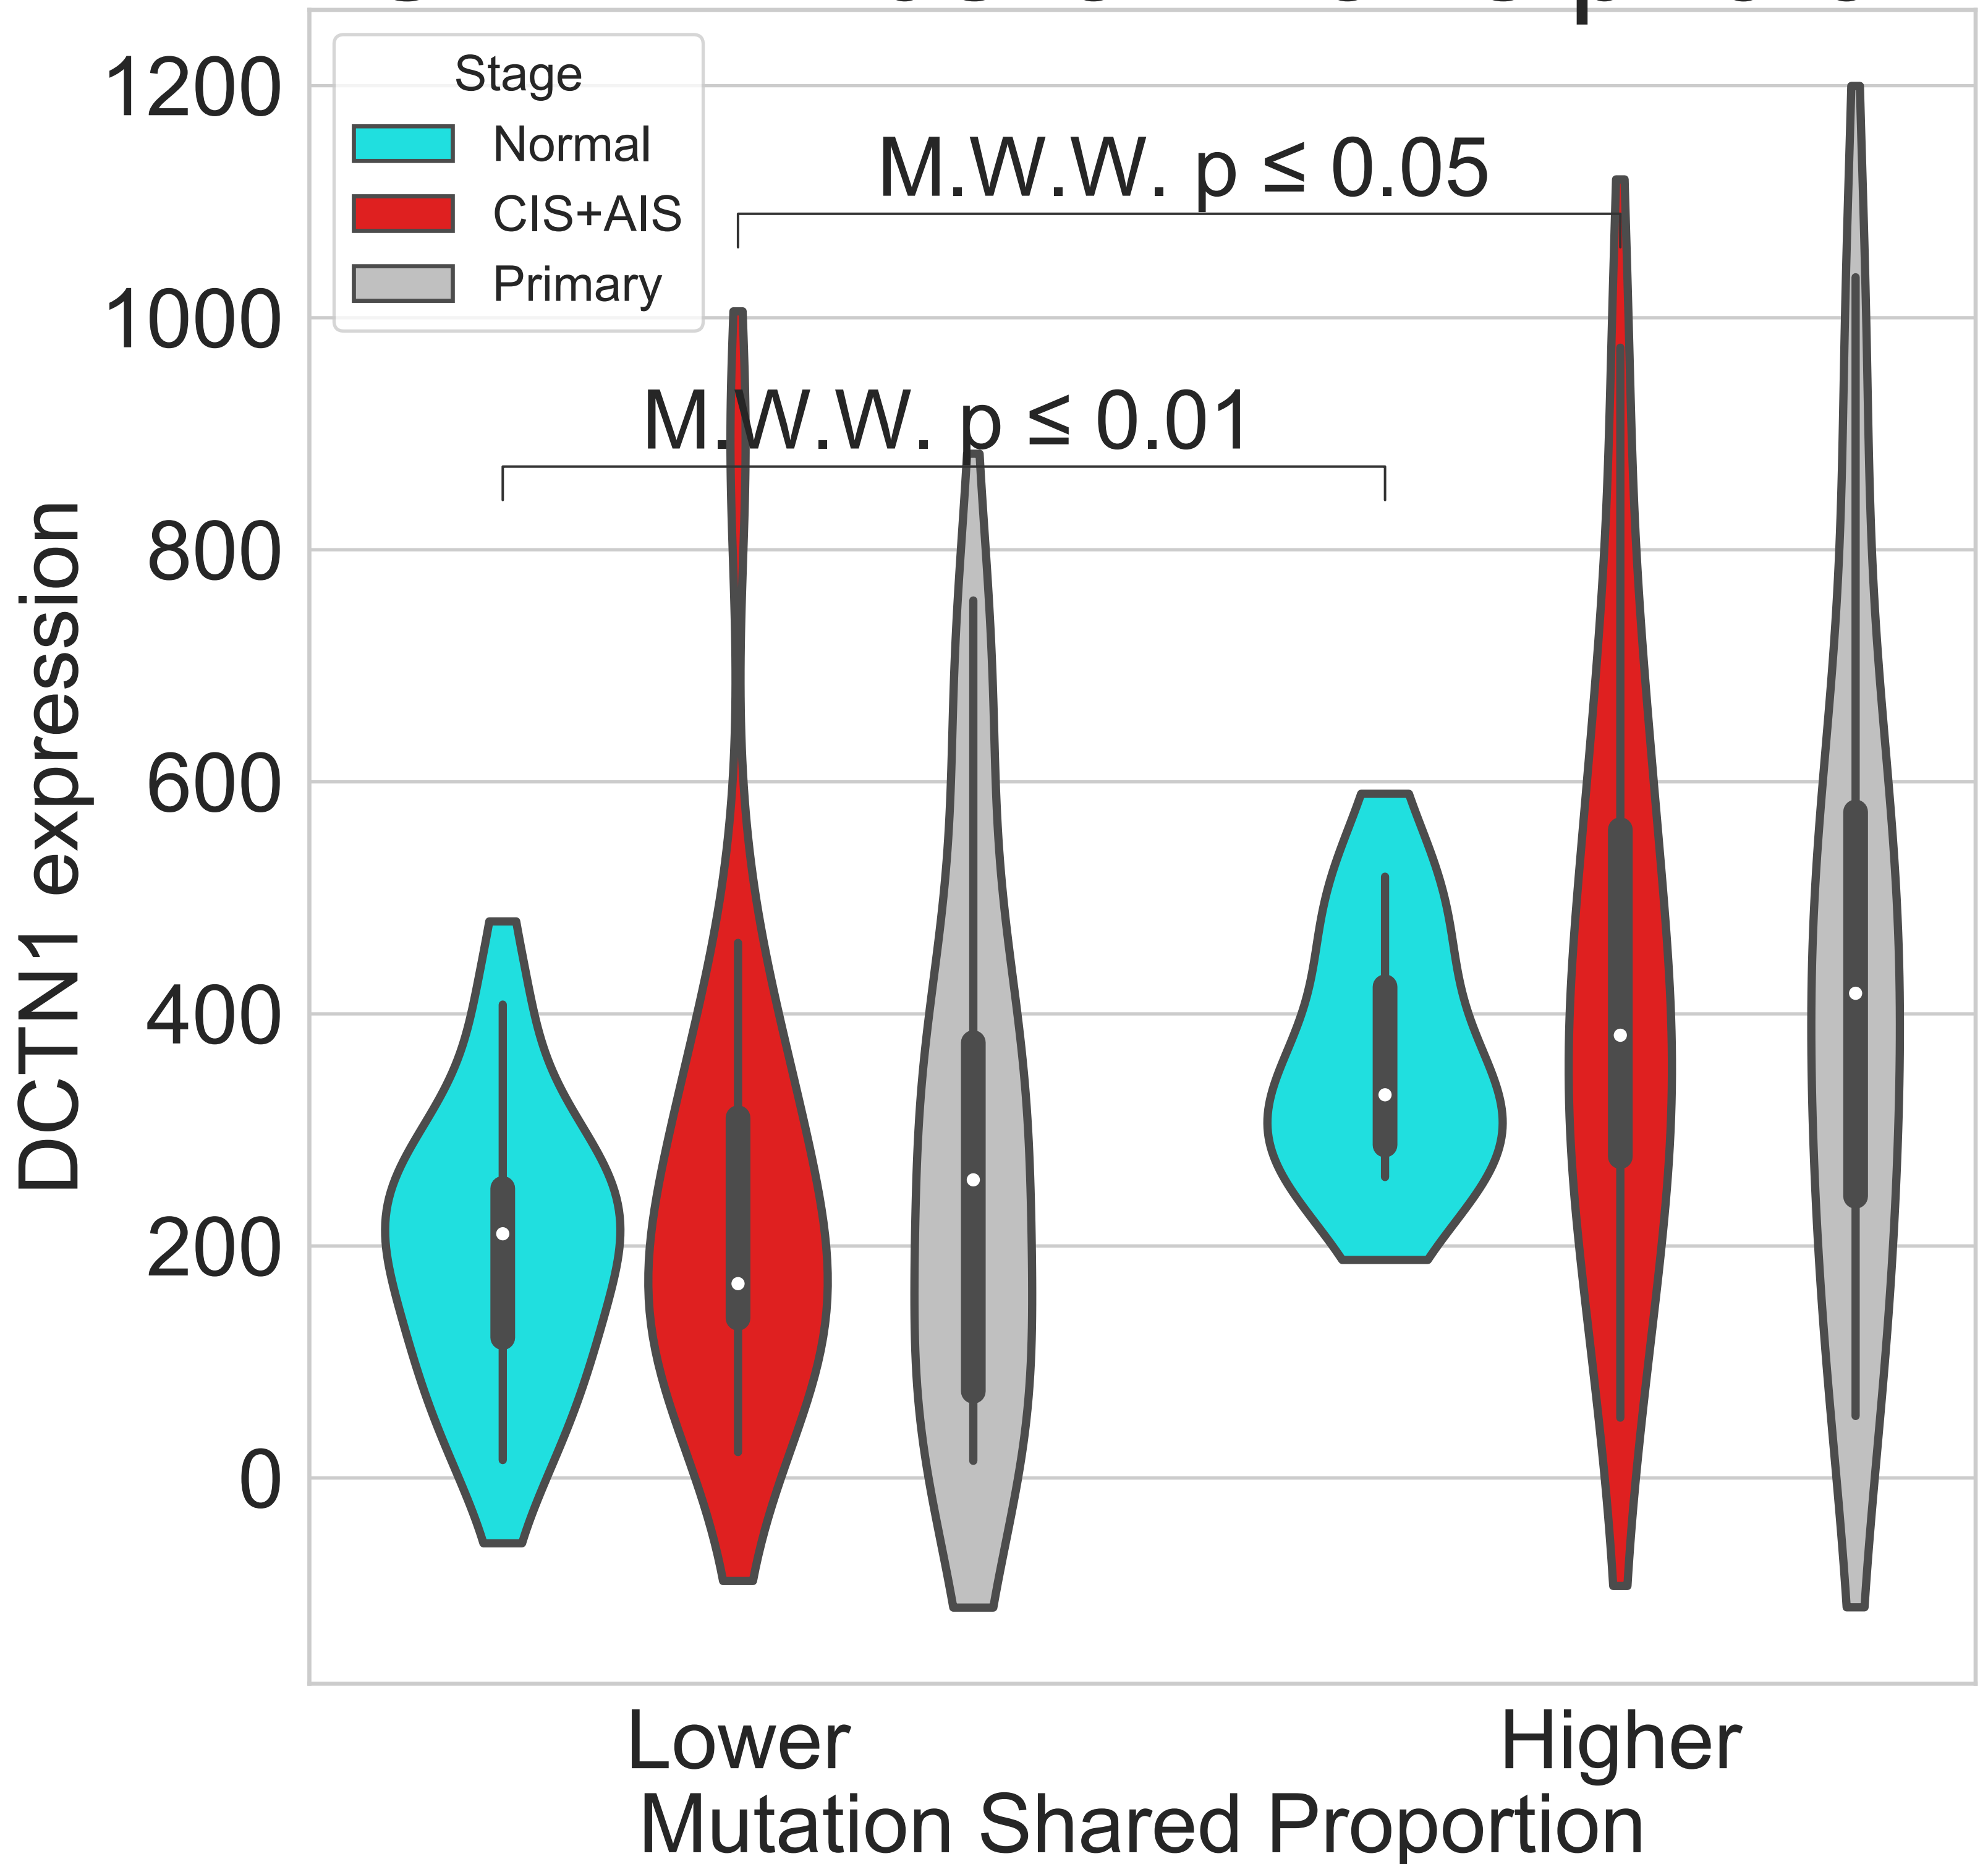 Stage
Normal
CIS+AIS
Primary
M.W.W. p ≤ 0.05
M.W.W. p ≤ 0.01
1200
1000
800
600
400
200
0
DCTN1 expression
Lower
Higher
Mutation Shared Proportion